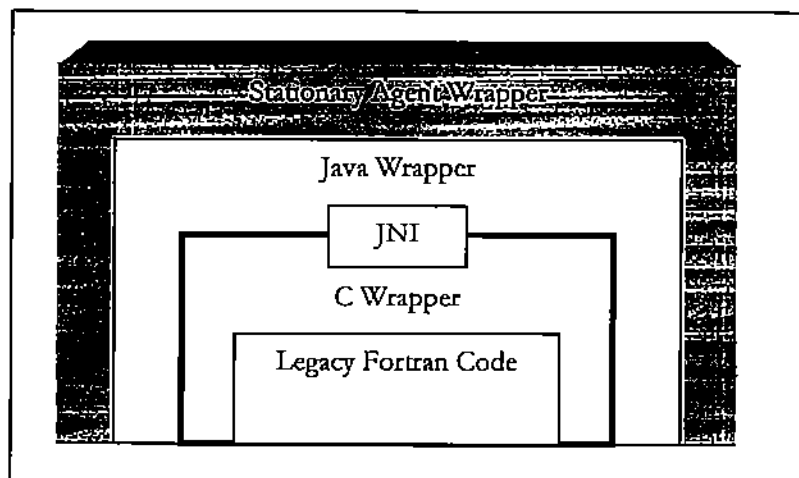 Stationary Agent Wrapper
Java Wrapper
JNI
C Wrapper
Legacy Fortran Code